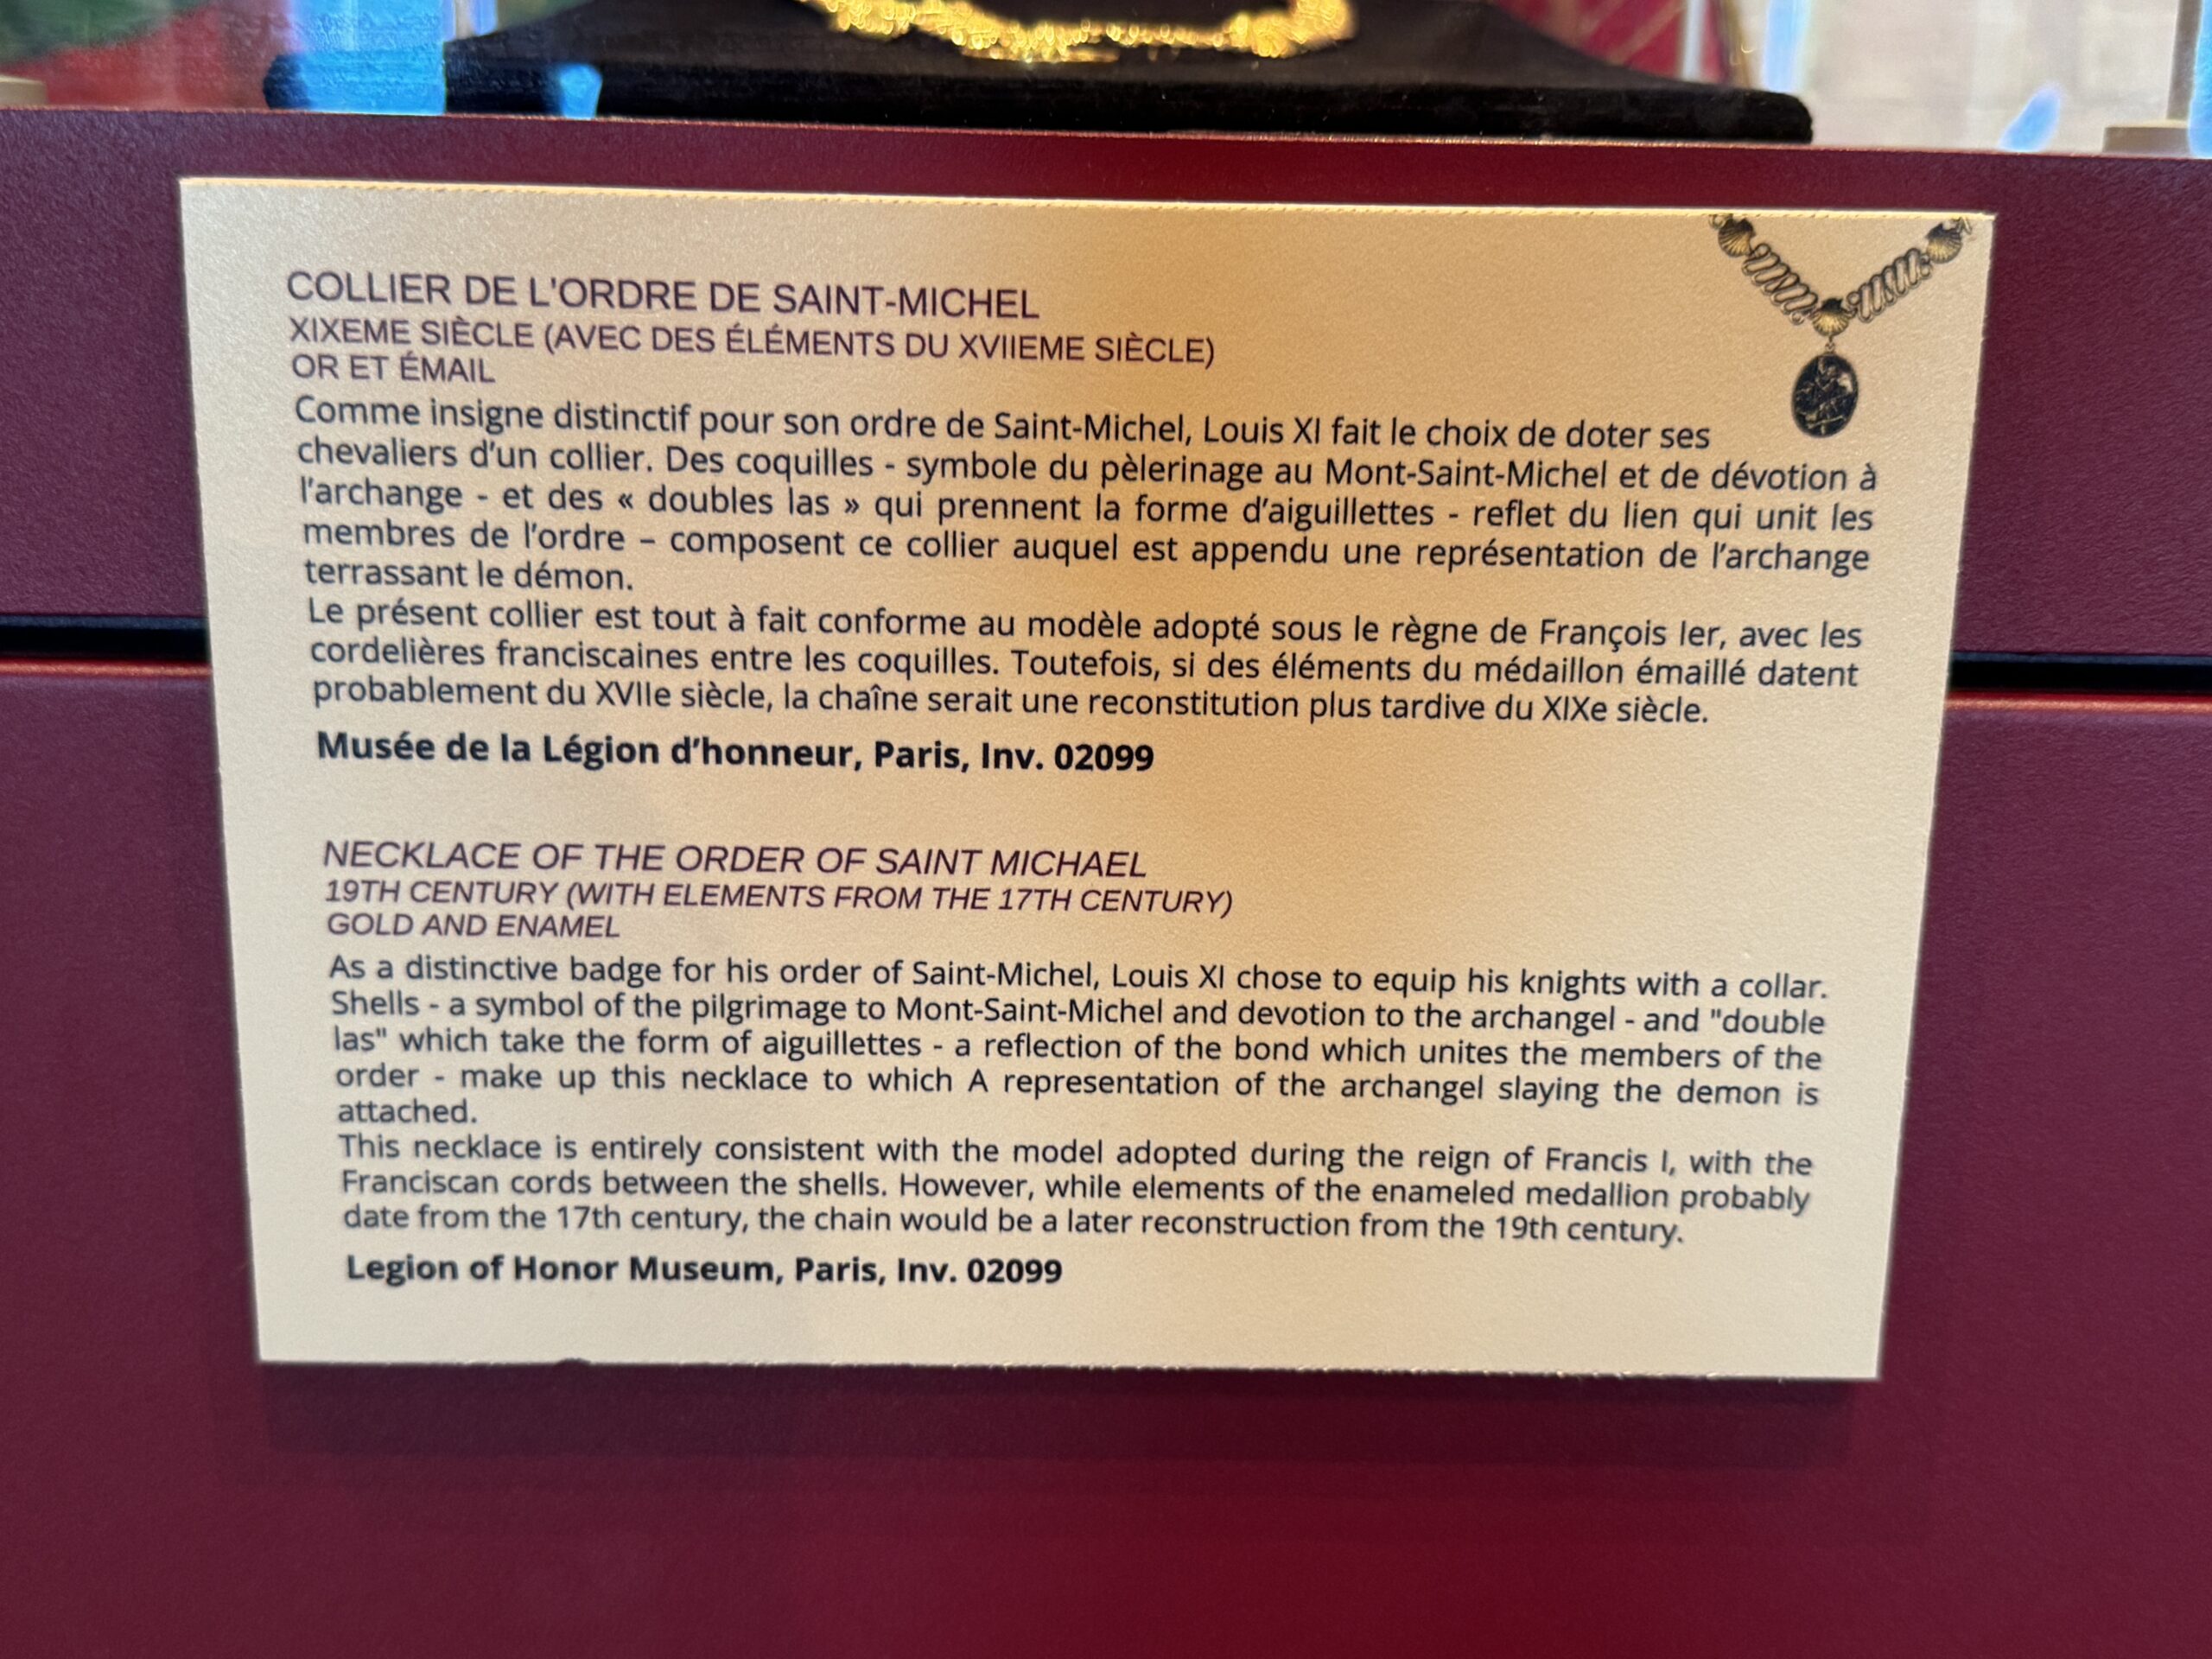 COLLIER DE L'ORDRE DE SAINT-MICHEL
XIXEME SIÈCLE (AVEC DES ÉLÉMENTS DU XVIIEME SIÈCLE)
OR ET ÉMAIL
Comme insigne distinctif pour son ordre de Saint-Michel, Louis XI fait le choix de doter ses
chevaliers d’un collier. Des coquilles - symbole du pèlerinage au Mont-Saint-Michel et de dévotion à
l’archange - et des « doubles las » qui prennent la forme d’aiguillettes - reflet du lien qui unit les
membres de l’ordre – composent ce collier auquel est appendu une représentation de l’archange
terrassant le démon.
Le présent collier est tout à fait conforme au modèle adopté sous le règne de François Ier, avec les
cordelières franciscaines entre les coquilles. Toutefois, si des éléments du médaillon émaillé datent
probablement du XVIIe siècle, la chaîne serait une reconstitution plus tardive du XIXe siècle.
Musée de la Légion d’honneur, Paris, Inv. 02099
NECKLACE OF THE ORDER OF SAINT MICHAEL
19TH CENTURY (WITH ELEMENTS FROM THE 17TH CENTURY)
GOLD AND ENAMEL
As a distinctive badge for his order of Saint-Michel, Louis XI chose to equip his knights with a collar.
Shells - a symbol of the pilgrimage to Mont-Saint-Michel and devotion to the archangel - and "double
las" which take the form of aiguillettes - a reflection of the bond which unites the members of the
order - make up this necklace to which A representation of the archangel slaying the demon is
attached.
This necklace is entirely consistent with the model adopted during the reign of Francis I, with the
Franciscan cords between the shells. However, while elements of the enameled medallion probably
date from the 17th century, the chain would be a later reconstruction from the 19th century.
Legion of Honor Museum, Paris, Inv. 02099